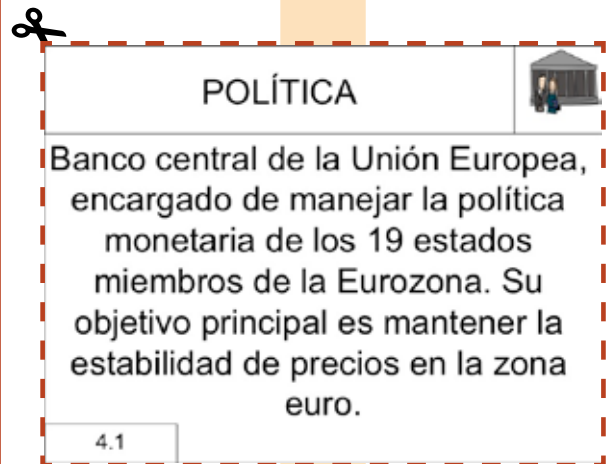 POLÍTICA
Banco central de la Unión Europea,
encargado de manejar la política
monetaria de los 19 estados
miembros de la Eurozona. Su
objetivo principal es mantener la
estabilidad de precios en la zona
euro.
4.1